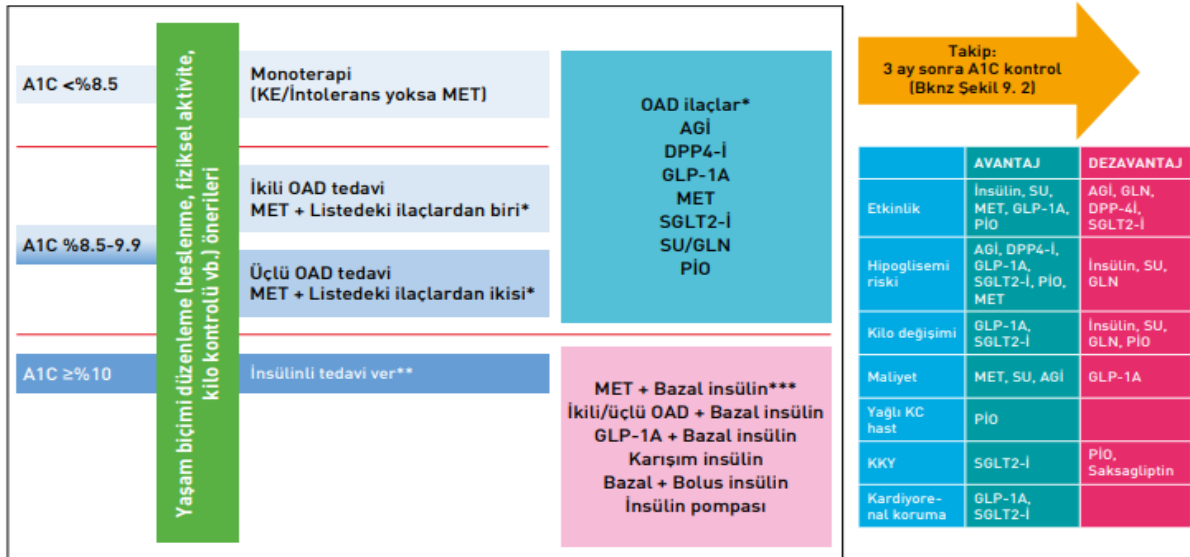 A1C <%8.5
Yaşam biçimi düzenleme (beslenme, fiziksel aktivite,
kilo kontrolü vb.) önerileri
Monoterapi
(KE/İntolerans yoksa MET)
A1C %8.5-9.9
İkili OAD tedavi
MET + Listedeki ilaçlardan biri*
Üçlü OAD tedavi
MET + Listedeki ilaçlardan ikisi*
A1C ≥%10
İnsülinli tedavi ver**
OAD ilaçlar*
AGİ
DPP4-İ
GLP-1A
MET
SGLT2-İ
SU/GLN
PİO
MET + Bazal insülin***
İkili/üçlü OAD + Bazal insülin
GLP-1A + Bazal insülin
Karışım insülin
Bazal + Bolus insülin
İnsülin pompası
Takip:
3 ay sonra A1C kontrol
(Bknz Şekil 9. 2)
AVANTAJ
DEZAVANTAJ
Etkinlik
İnsülin, SU,
MET, GLP-1A,
PİO
AGİ, GLN,
DPP-4İ,
SGLT2-İ
Hipoglisemi
riski
AGİ, DPP4-İ,
GLP-1A,
SGLT2-İ, PİO,
MET
İnsülin, SU,
GLN
Kilo değişimi
GLP-1A,
SGLT2-İ
İnsülin, SU,
GLN, PİO
Maliyet
MET, SU, AGİ
GLP-1A
Yağlı KC
hast
PİO
KKY
SGLT2-İ
PİO,
Saksagliptin
Kardiyore-
nal koruma
GLP-1A,
SGLT2-İ